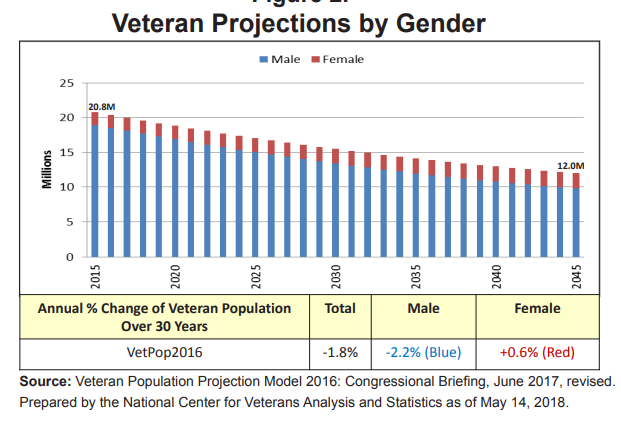 Veteran Projections by Gender
Male Female
25
20.8M
20
15
12.0M
10
5
0
Millions
2015 2020 2025 2030 2035 2040 2045
Annual % Change of Veteran Population Over 30 Years Total Male Female
VetPop2016 -1.8% -2.2% (Blue) +0.6% (Red)
Source: Veteran Population Projection Model 2016: Congressional Briefing, June 2017, revised.
Prepared by the National Center for Veterans Analysis and Statistics as of May 14, 2018.